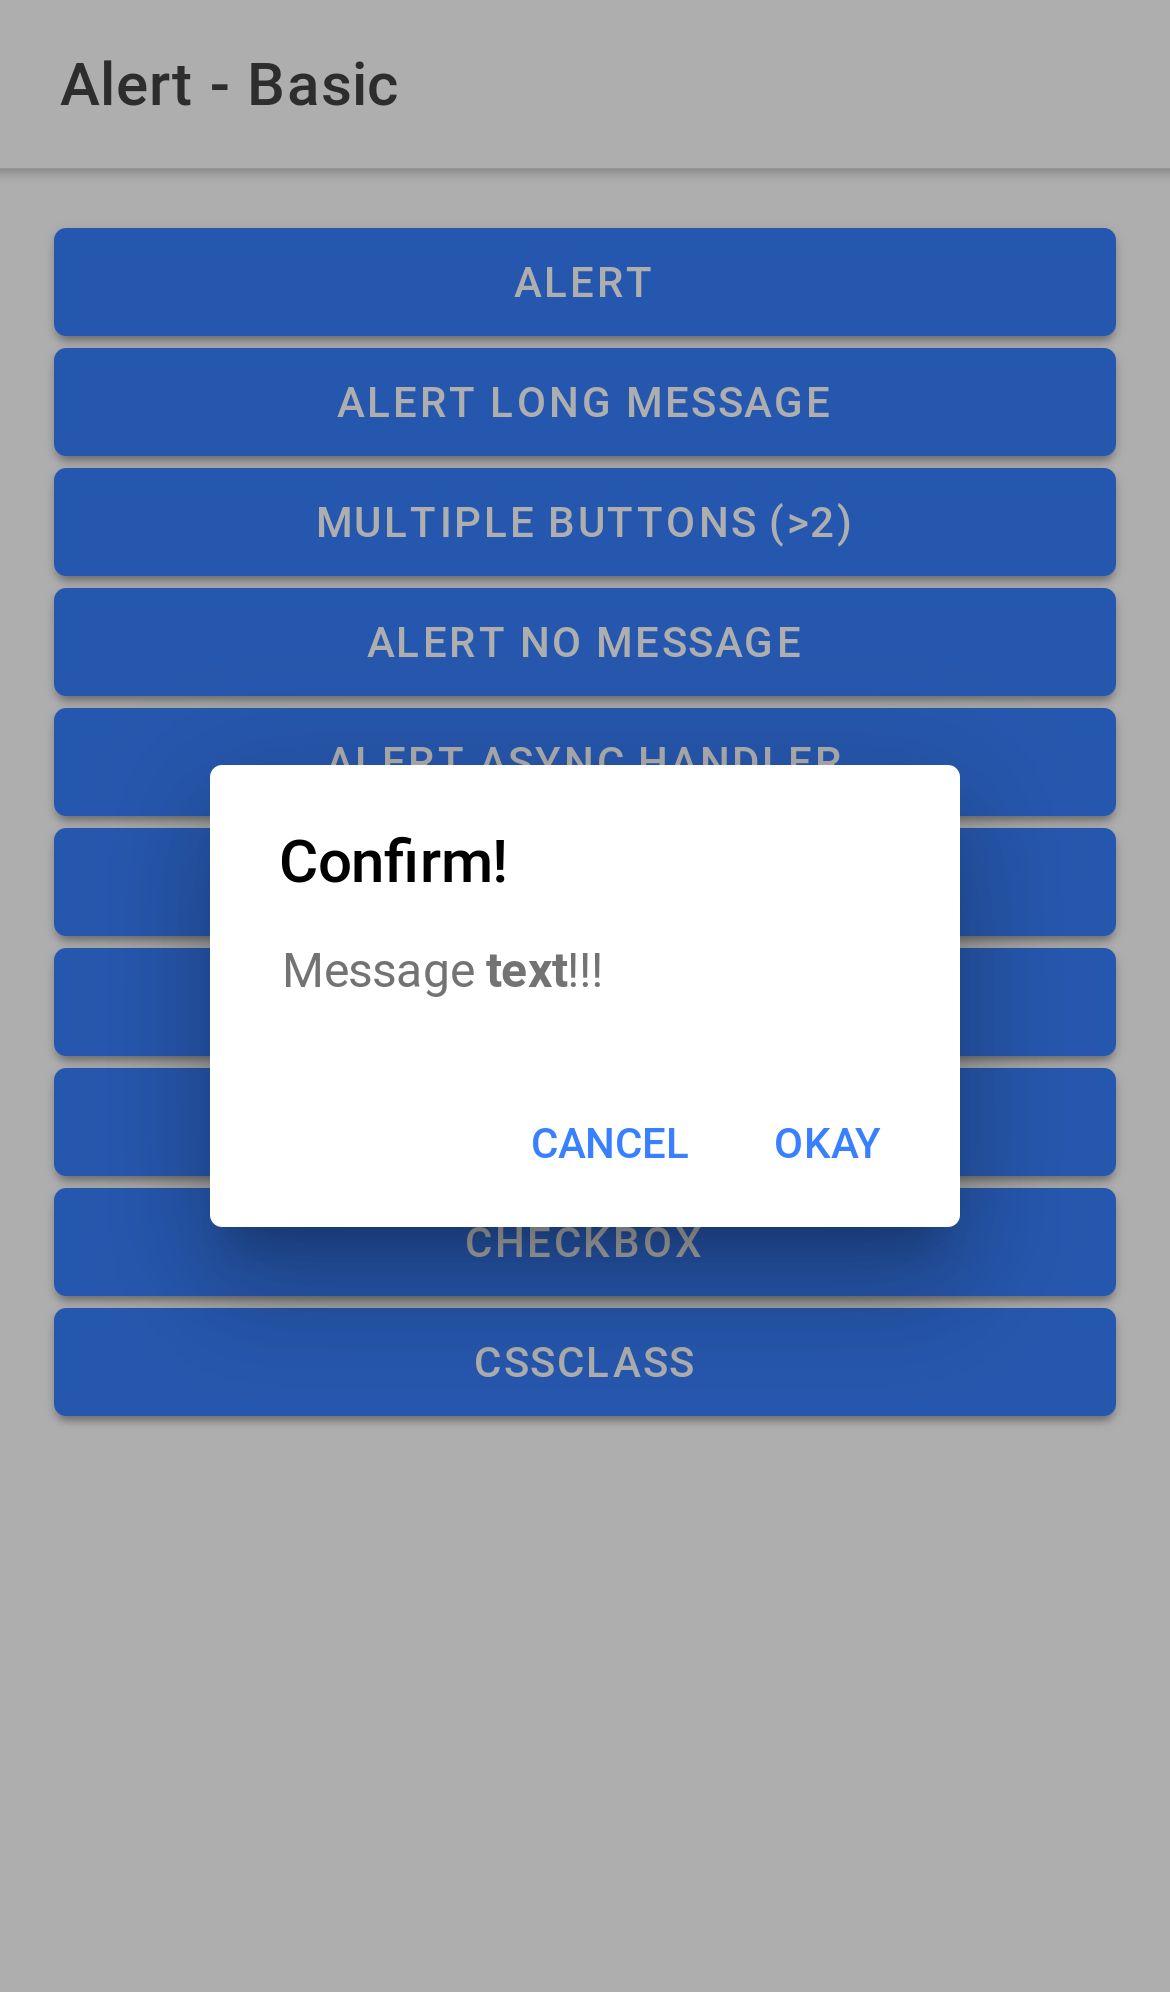 Alert - Basic
ALERT
ALERT LONG MESSAGE
MULTIPLE BUTTONS (>2)
ALERT NO MESSAGE
ALERT ASYNC HANDLER
Confirm!
Message text!!!
CANCEL OKAY
CHECKBOX
CSSCLASS